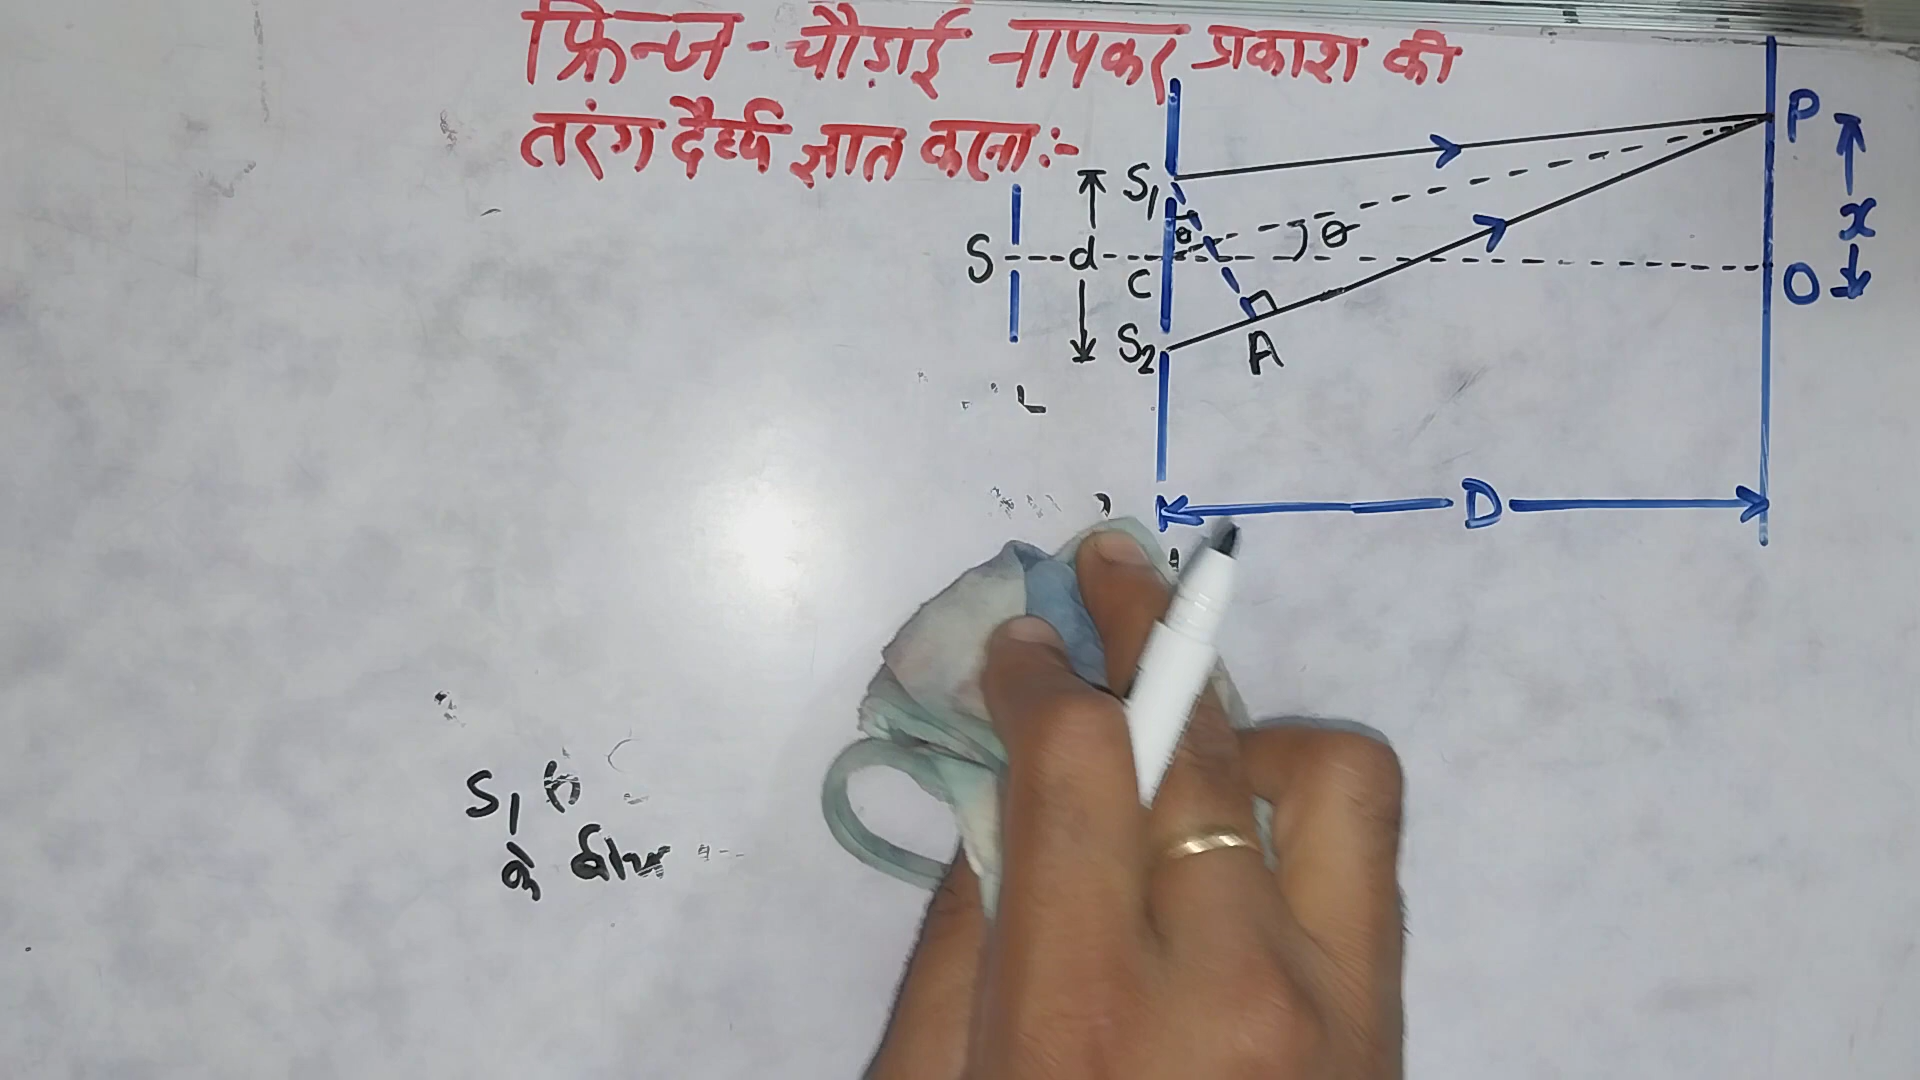 फ्रिन्ज - चौड़ाई नापकर प्रकाश की
तरंग दैर्ध्य ज्ञात करना:-
P
S1
x
θ
θ
S
d
C
O
S2
A
D
S1
के बीच